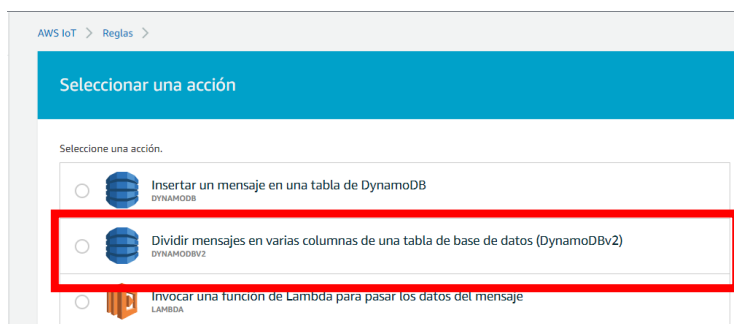 AWS IoT > Reglas >
Seleccionar una acción
Seleccione una acción.
Insertar un mensaje en una tabla de DynamoDB
DYNAMODB
Dividir mensajes en varias columnas de una tabla de base de datos (DynamoDBv2)
DYNAMODBV2
Invocar una función de Lambda para pasar los datos del mensaje
LAMBDA